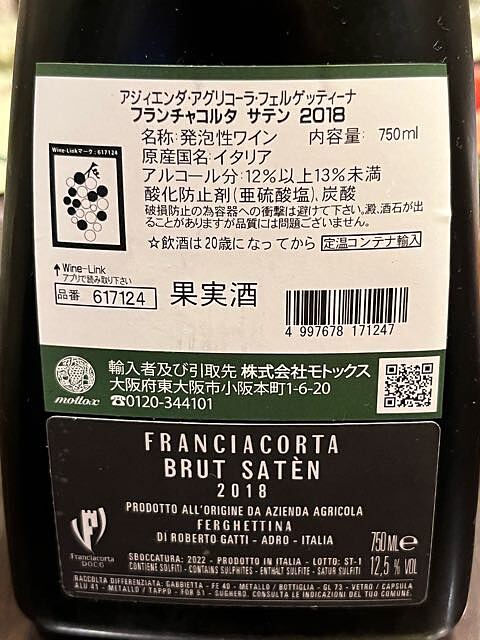 アジィエンダ・アグリコーラ・フェルゲッティーナ
フランチャコルタ サテン 2018
名称:発泡性ワイン 内容量: 750ml
原産国名:イタリア
アルコール分:12%以上13%未満
酸化防止剤(亜硫酸塩)、炭酸
破損防止の為容器への衝撃は避けて下さい。澱、酒石が出
ることがありますが品質には問題ございません。
☆飲酒は20歳になってから 定温コンテナ輸入
Wine-Linkマーク:617124
↑Wine-Link
アプリで読み取り下さい
品番 617124
果実酒
4 997678 171247
輸入者及び引取先 株式会社モトックス
大阪府東大阪市小阪本町1-6-20
☎0120-344101
mottox
FRANCIACORTA
BRUT SATÈN
2018
PRODOTTO ALL'ORIGINE DA AZIENDA AGRICOLA
FERGHETTINA
DI ROBERTO GATTI - ADRO - ITALIA
Franciacorta
DOCG
750 ML e
12,5 % VOL
SBOCCATURA: 2022 - PRODOTTO IN ITALIA - LOTTO: ST-1
CONTIENE SOLFITI - CONTAINS SULPHITES - ENTHALT SULFITE - SATUR SULFITI
RACCOLTA DIFFERENZIATA: GABBIETTA - FE 40 - METALLO / BOTTIGLIA - GL 73 - VETRO / CAPSULA
ALU 41 - METALLO / TAPPO - FOR 51 - SUGHERO. CONSULTA LE INDICAZIONI DEL TUO COMUNE.